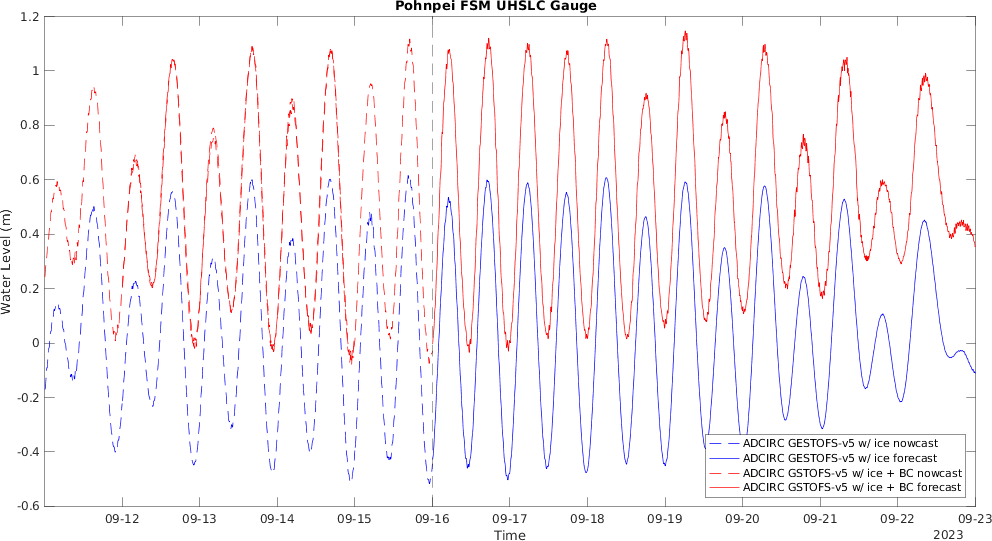 Pohnpei FSM UHSLC Gauge
1.2
1
0.8
0.6
0.4
0.2
0
-0.2
-0.4
-0.6
Water Level (m)
ADCIRC GESTOFS-v5 w/ ice nowcast
ADCIRC GESTOFS-v5 w/ ice forecast
ADCIRC GSTOFS-v5 w/ ice + BC nowcast
ADCIRC GSTOFS-v5 w/ ice + BC forecast
09-12 09-13 09-14 09-15 09-16 09-17 09-18 09-19 09-20 09-21 09-22 09-23
Time
2023